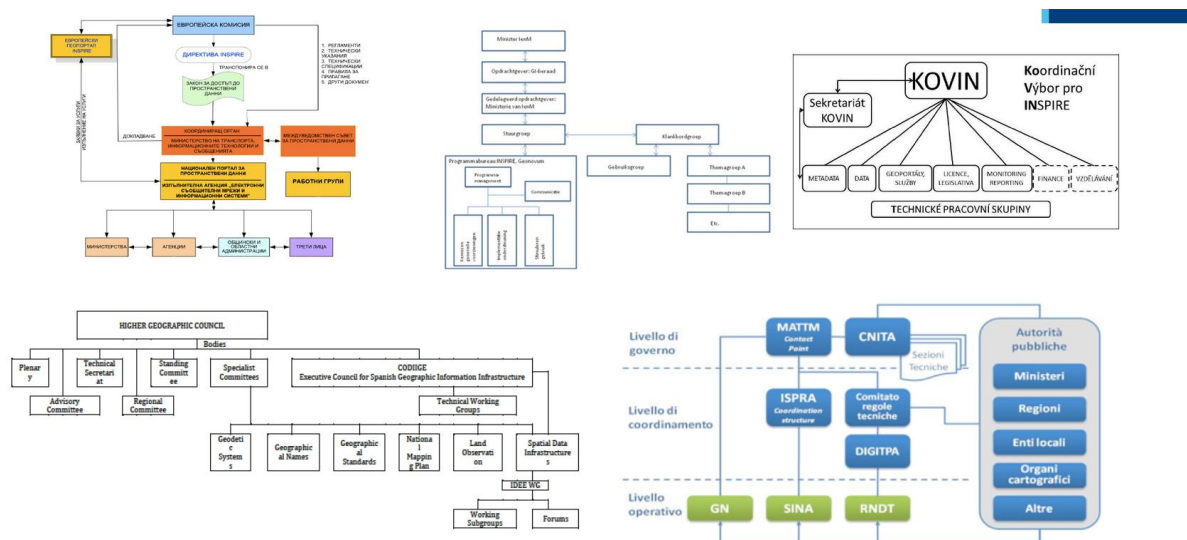 ЕВРОПЕЙСКИ
ГЕОПОРТАЛ
INSPIRE
ЕВРОПЕЙСКА КОМИСИЯ
ДИРЕКТИВА INSPIRE
ТРАНСПОНИРА СЕ В
ЗАКОН ЗА ДОСТЪП ДО
ПРОСТРАНСТВЕНИ
ДАННИ
1. РЕГЛАМЕНТИ
2. ТЕХНИЧЕСКИ
УКАЗАНИЯ
3. ТЕХНИЧЕСКИ
СПЕЦИФИКАЦИИ
4. ПРАВИЛА ЗА
ПРИЛАГАНЕ
5. ДРУГИ ДОКУМЕН
ЗАЯВКИ ЗА УСЛУГИ
ИЗПЪЛНЕНИЕ НА УСЛУГИ
ДОКЛАДВАНЕ
КООРДИНИРАЩ ОРГАН
МИНИСТЕРСТВО НА ТРАНСПОРТА,
ИНФОРМАЦИОННИТЕ ТЕХНОЛОГИИ И
СЪОБЩЕНИЯТА
МЕЖДУВЕДОМСТВЕН СЪВЕТ
ЗА ПРОСТРАНСТВЕНИ ДАННИ
НАЦИОНАЛЕН ПОРТАЛ ЗА
ПРОСТРАНСТВЕНИ ДАННИ
ИЗПЪЛНИТЕЛНА АГЕНЦИЯ „ЕЛЕКТРОННИ
СЪОБЩИТЕЛНИ МРЕЖИ И
ИНФОРМАЦИОННИ СИСТЕМИ"
РАБОТНИ ГРУПИ
МИНИСТЕРСТВА
АГЕНЦИИ
ОБЩИНСКИ И
ОБЛАСТНИ
АДМИНИСТРАЦИИ
ТРЕТИ ЛИЦА
Minister IenM
Opdrachtgever: GI-beraad
Gedelegeerd opdrachtgever:
Ministerie van IenM
Stuurgroep
Klankbordgroep
Programmabureau INSPIRE, Geonovum
Programma-
management
Communicatie
Gebruiksgroep
Themagroep A
Themagroep B
Etc.
KOVIN
Koordinační
Výbor pro
INSPIRE
Sekretariát
KOVIN
METADATA
DATA
GEOPORTÁLY,
SLUŽBY
LICENCE,
LEGISLATIVA
MONITORING
REPORTING
FINANCE
VZDĚLÁVÁNÍ
TECHNICKÉ PRACOVNÍ SKUPINY
HIGHER GEOGRAPHIC COUNCIL
Bodies
Plenar
y
Technical
Secretari
at
Standing
Committ
ee
Specialist
Committees
CODIIGE
Executive Council for Spanish Geographic Information Infrastructure
Advisory
Committee
Regional
Committee
Technical Working
Groups
Geodeti
c
System
s
Geographic
al Names
Geographic
al
Standards
Nationa
l
Mappin
g Plan
Land
Observati
on
Spatial Data
Infrastructure
s
IDEE WG
Working
Subgroups
Forums
Livello di
governo
MATTM
Contact
Point
CNITA
Sezioni
Tecniche
Autorità
pubbliche
Ministeri
Livello di
coordinamento
ISPRA
Coordination
structure
Comitato
regole
tecniche
Regioni
DIGITPA
Enti locali
Organi
cartografici
Livello
operativo
GN
SINA
RNDT
Altre